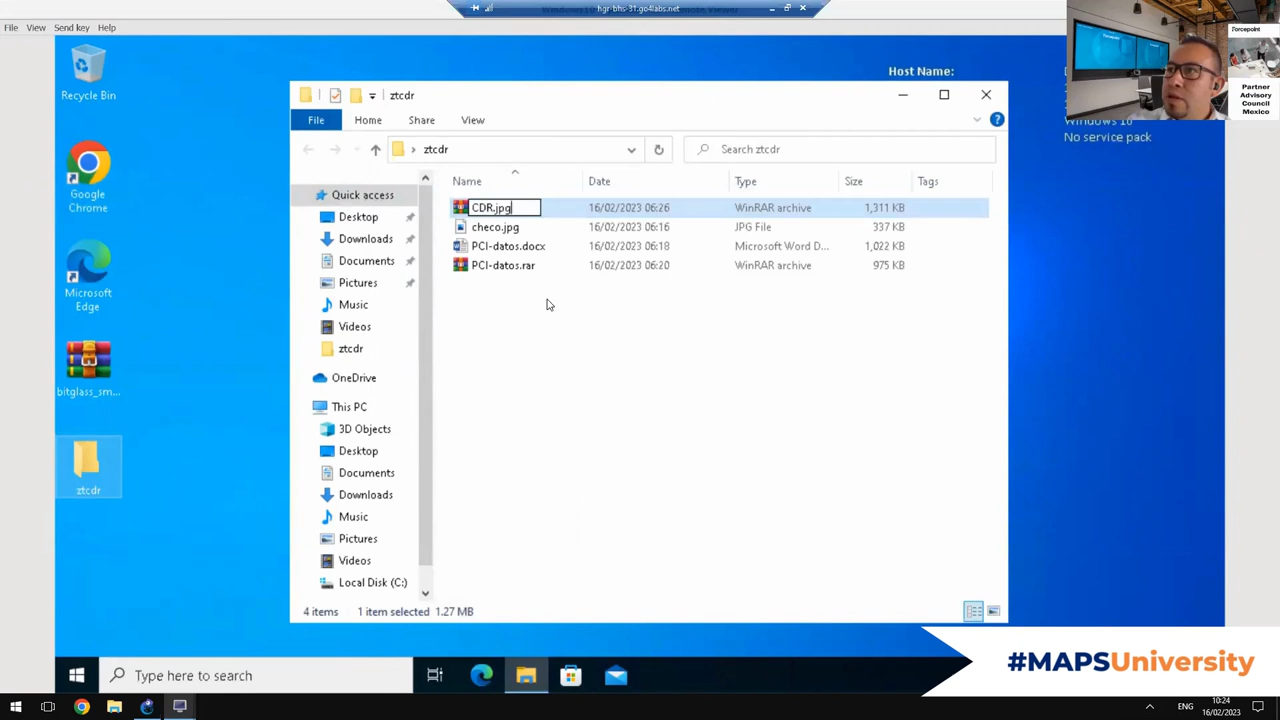 hgr-bhs-31.go4labs.net
File View Send key Help
Recycle Bin
Google
Chrome
Microsoft
Edge
bitglass_sm...
ztcdr
Host Name:
No service pack
Forcepoint
Partner
Advisory
Council
Mexico
ztcdr
File Home Share View
ztcdr
Search ztcdr
Name Date Type Size Tags
CDR.jpg 16/02/2023 06:26 WinRAR archive 1,311 KB
checo.jpg 16/02/2023 06:16 JPG File 337 KB
PCI-datos.docx 16/02/2023 06:18 Microsoft Word D... 1,022 KB
PCI-datos.rar 16/02/2023 06:20 WinRAR archive 975 KB
Quick access
Desktop
Downloads
Documents
Pictures
Music
Videos
ztcdr
OneDrive
This PC
3D Objects
Desktop
Documents
Downloads
Music
Pictures
Videos
Local Disk (C:)
4 items 1 item selected 1.27 MB
#MAPSUniversity
Type here to search
ENG
10:24
16/02/2023